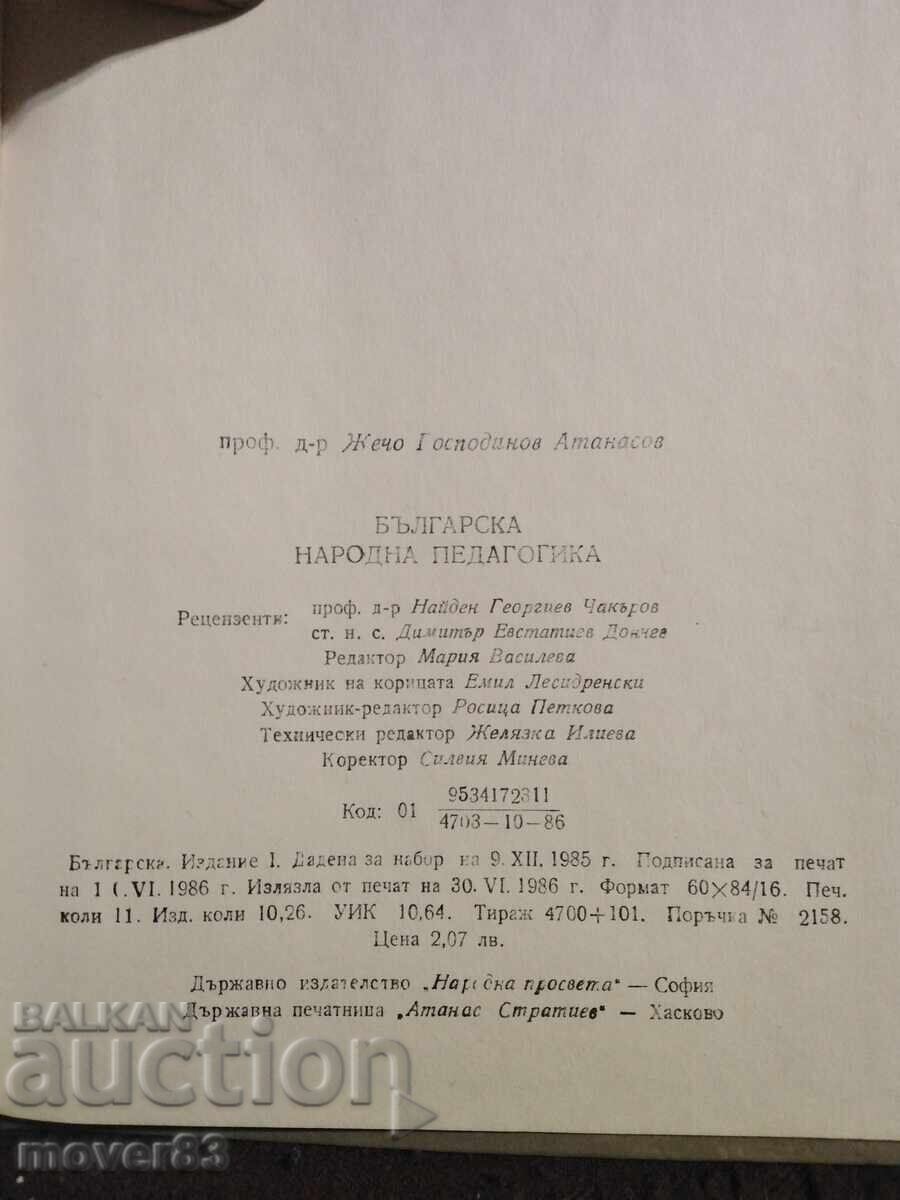 проф. д-р Жечо Господинов Атанасов
БЪЛГАРСКА
НАРОДНА ПЕДАГОГИКА
Рецензенти: проф. д-р Найден Георгиев Чакъров
ст. н. с. Димитър Евстатиев Дончев
Редактор Мария Василева
Художник на корицата Емил Лесидренски
Художник-редактор Росица Петкова
Технически редактор Желязка Илиева
Коректор Силвия Минева
Код: 01 9534172311
4703—10—86
Българска. Издание I. Дадена за набор на 9. XII. 1985 г. Подписана за печат
на VI. 1986 г. Излязла от печат на 30. VI. 1986 г. Формат 60×84/16. Печ.
коли 11. Изд. коли 10,26. УИК 10,64. Тираж 4700+101. Поръчка № 2158.
Цена 2,07 лв.
Държавно издателство „Народна просвета“ — София
Държавна печатница „Атанас Стратиев“ — Хасково
BALKAN
auction
mover83